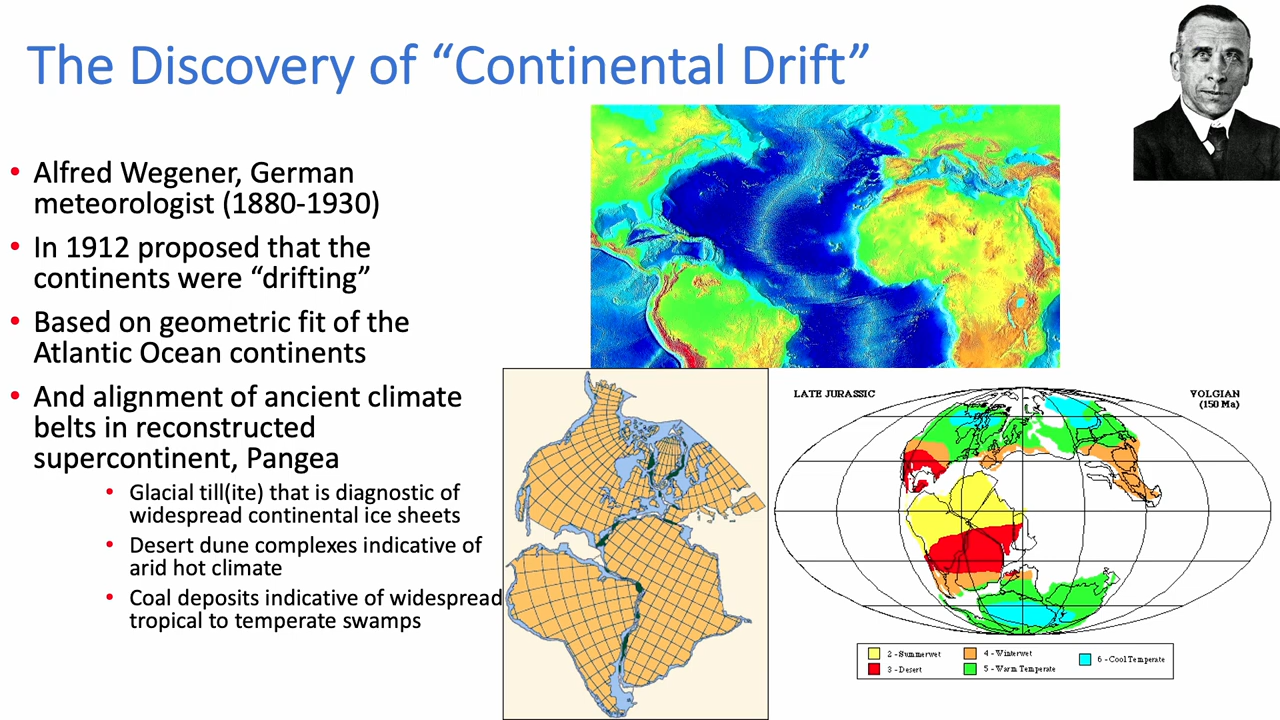 The Discovery of “Continental Drift”
• Alfred Wegener, German
meteorologist (1880-1930)
• In 1912 proposed that the
continents were “drifting”
• Based on geometric fit of the
Atlantic Ocean continents
• And alignment of ancient climate
belts in reconstructed
supercontinent, Pangea
• Glacial till(ite) that is diagnostic of
widespread continental ice sheets
• Desert dune complexes indicative of
arid hot climate
• Coal deposits indicative of widespread
tropical to temperate swamps
LATE JURASSIC
VOLGIAN
(150 Ma)
2 - Summerwet
4 - Winterwet
6 - Cool Temperate
3 - Desert
5 - Warm Temperate